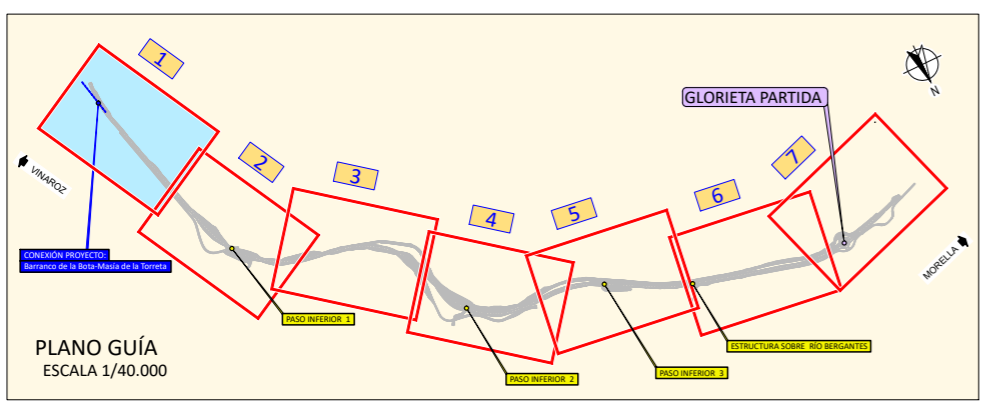 1
2
3
4
5
6
7
GLORIETA PARTIDA
N
VINAROZ
MORELLA
CONEXIÓN PROYECTO:
Barranco de la Bota-Masía de la Torreta
PASO INFERIOR 1
PASO INFERIOR 2
PASO INFERIOR 3
ESTRUCTURA SOBRE RÍO BERGANTES
PLANO GUÍA
ESCALA 1/40.000